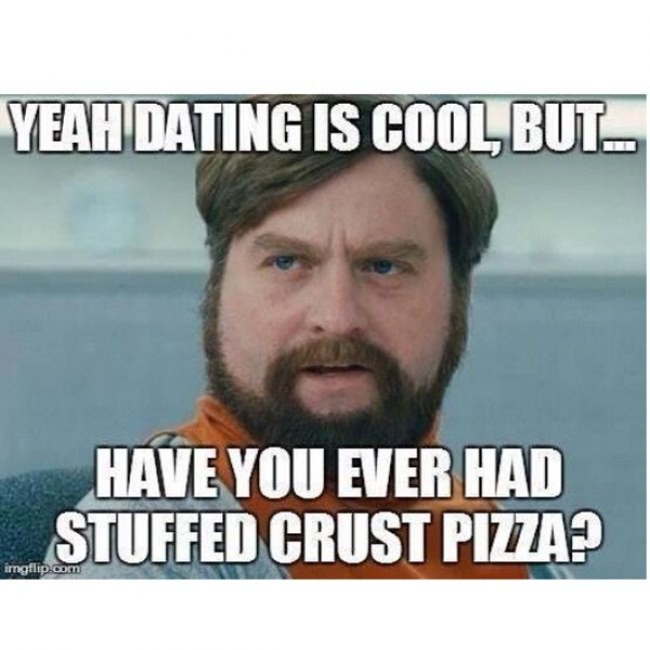 YEAH DATING IS COOL, BUT...
HAVE YOU EVER HAD
STUFFED CRUST PIZZA?
imgflip.com